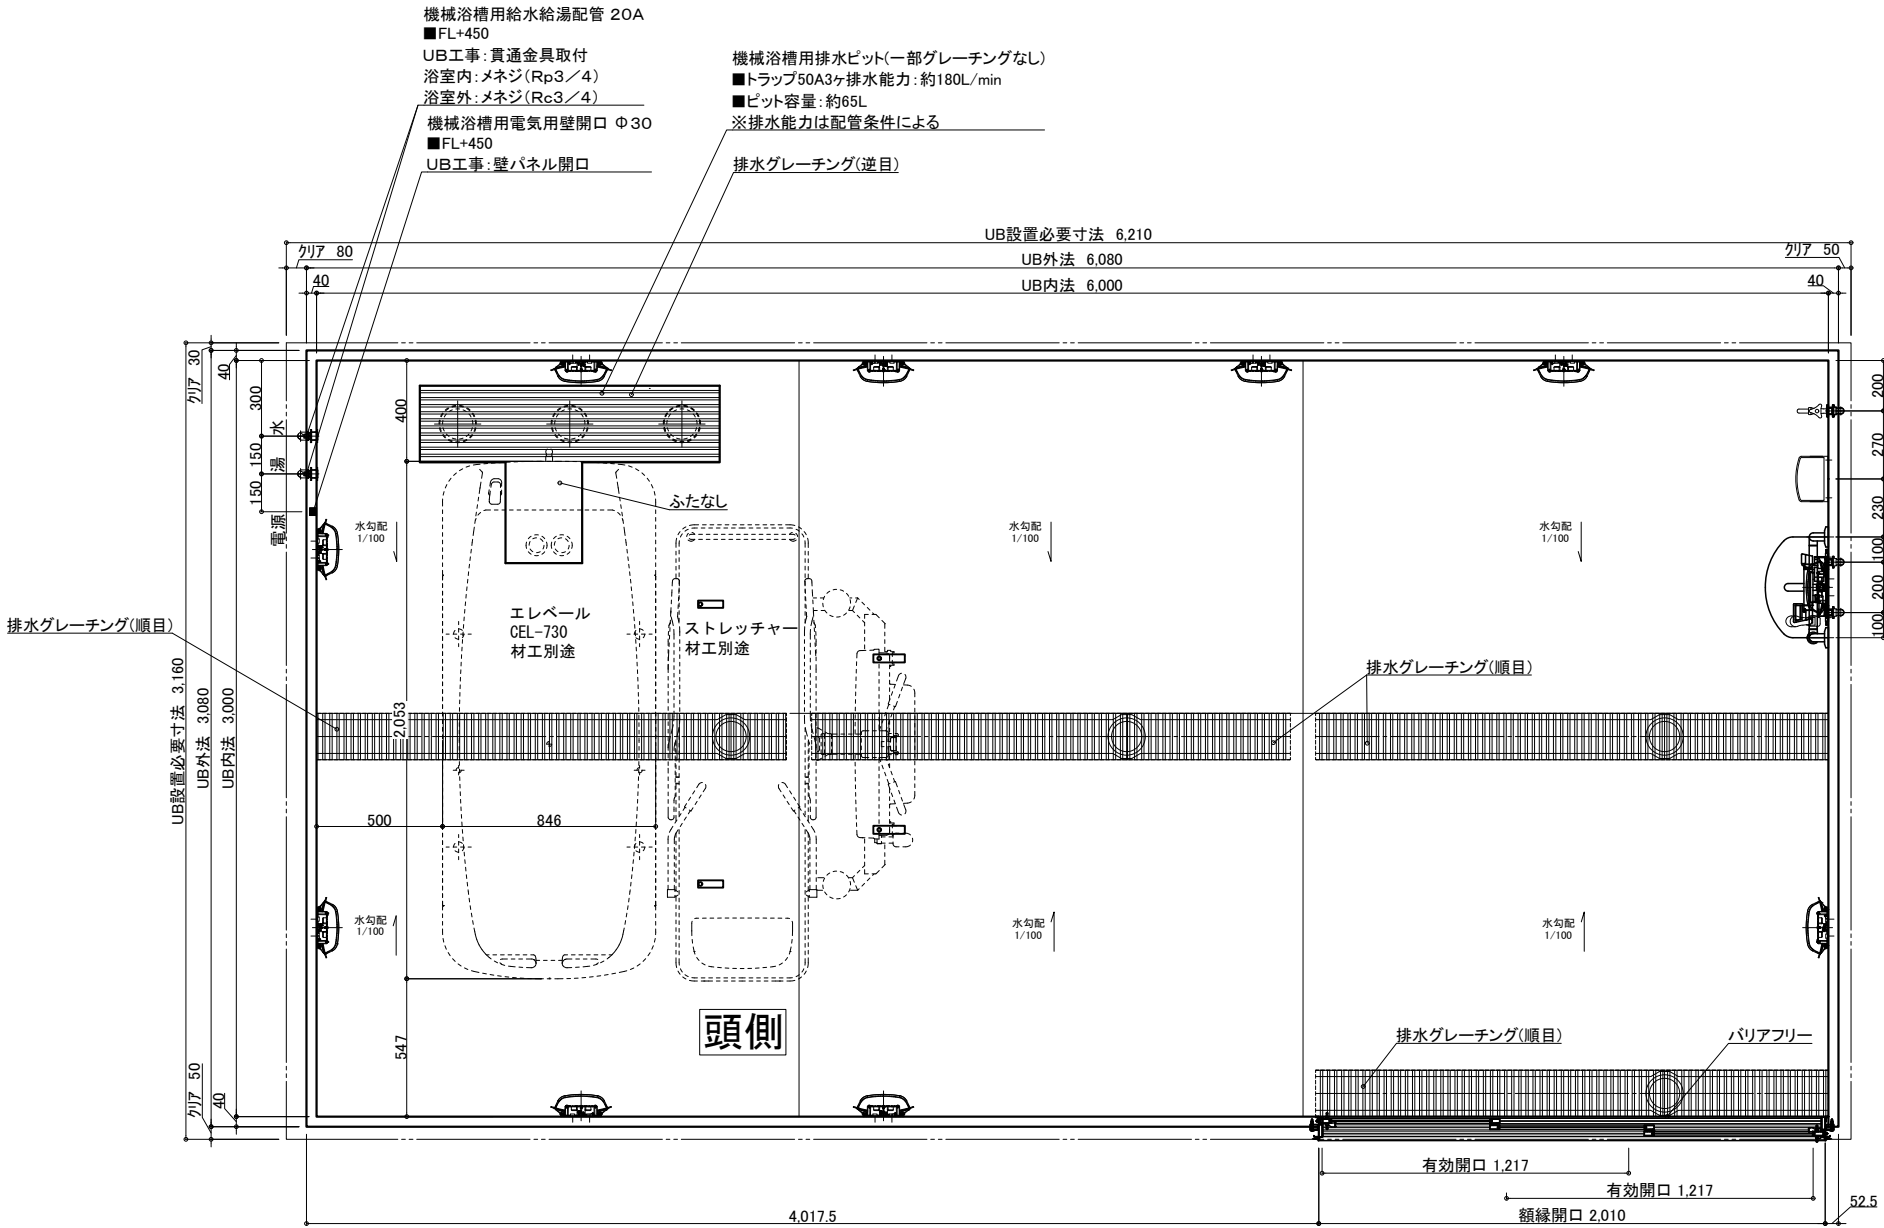 機械浴槽用給水給湯配管 20A
■FL+450
UB工事:貫通金具取付
浴室内:メネジ(Rp3/4)
浴室外:メネジ(Rc3/4)
機械浴槽用電気用壁開口 Φ30
■FL+450
UB工事:壁パネル開口
機械浴槽用排水ピット(一部グレーチングなし)
■トラップ50A3ヶ排水能力:約180L/min
■ピット容量:約65L
※排水能力は配管条件による
排水グレーチング(逆目)
UB設置必要寸法 6,210
クリア 80
UB外法 6,080
クリア 50
40
UB内法 6,000
40
クリア 30
40
300
水
150
湯
150
電源
400
200
270
230
100
200
100
ふたなし
水勾配
1/100
水勾配
1/100
水勾配
1/100
エレベール
CEL-730
材工別途
ストレッチャー
材工別途
排水グレーチング(順目)
排水グレーチング(順目)
UB設置必要寸法 3,160
UB外法 3,080
UB内法 3,000
2,053
500
846
水勾配
1/100
水勾配
1/100
水勾配
1/100
頭側
547
クリア 50
40
排水グレーチング(順目)
バリアフリー
有効開口 1,217
有効開口 1,217
4,017.5
額縁開口 2,010
52.5